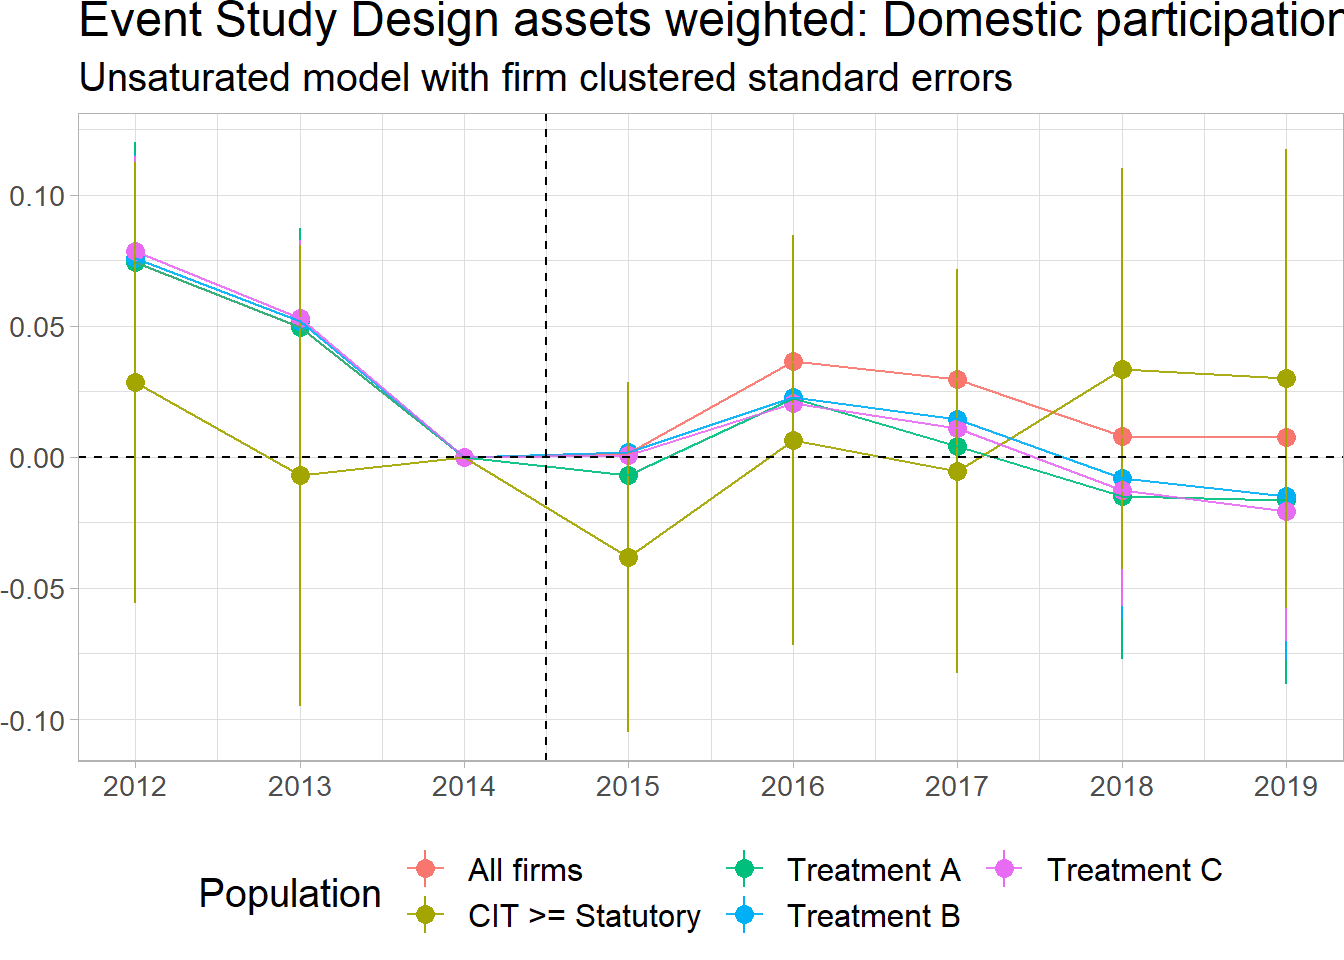 Event Study Design assets weighted: Domestic participation
Unsaturated model with firm clustered standard errors
0.10
0.05
0.00
-0.05
-0.10
2012 2013 2014 2015 2016 2017 2018 2019
Population
All firms Treatment A Treatment C
CIT >= Statutory Treatment B